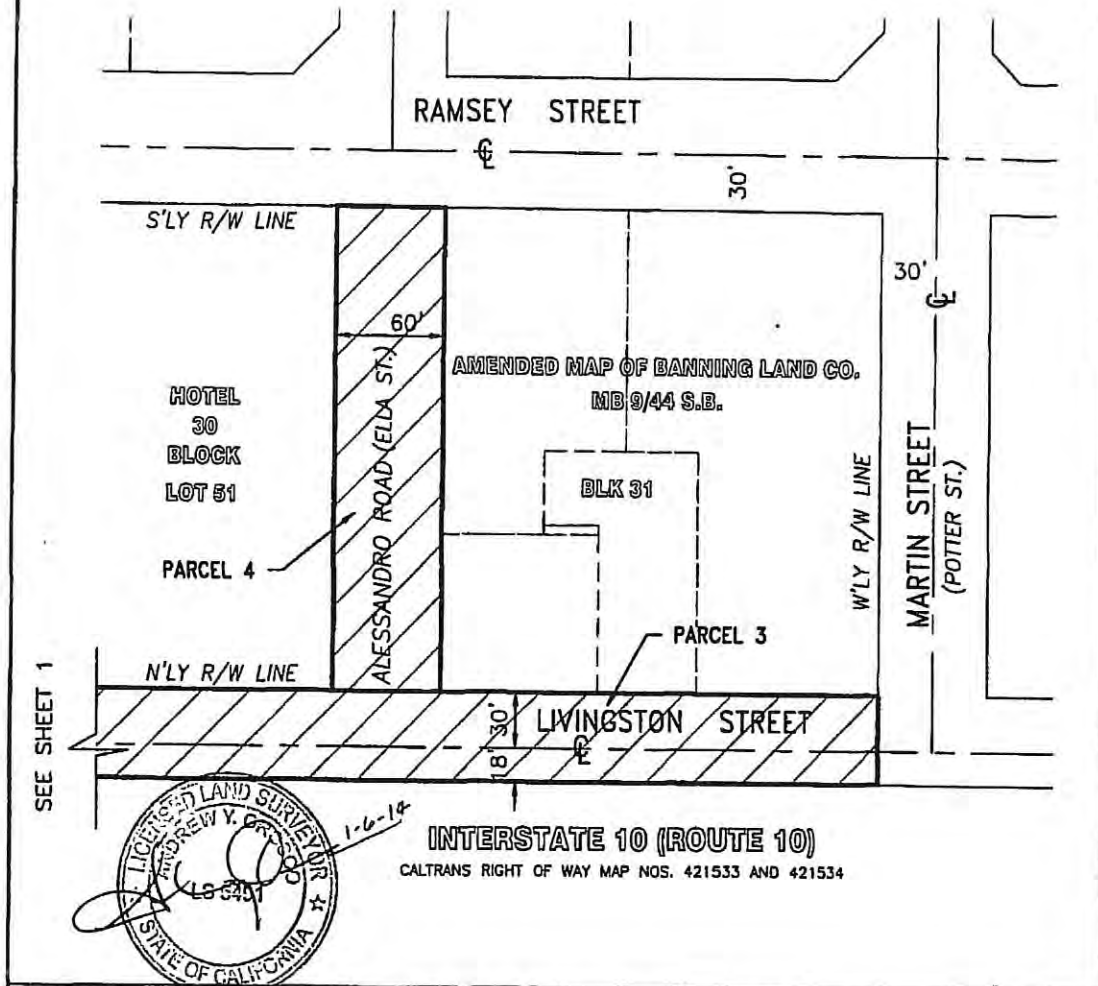 RAMSEY STREET
℄
30'
S'LY R/W LINE
30'
℄
60'
ALESSANDRO ROAD (ELLA ST.)
AMENDED MAP OF BANNING LAND CO.
MB 9/44 S.B.
HOTEL
30
BLOCK
LOT 51
BLK 31
W'LY R/W LINE
MARTIN STREET
(POTTER ST.)
PARCEL 4
PARCEL 3
N'LY R/W LINE
SEE SHEET 1
30'
18'
LIVINGSTON STREET
℄
LICENSED LAND SURVEYOR
ANDREW Y.
STATE OF CALIFORNIA
1-6-14
INTERSTATE 10 (ROUTE 10)
CALTRANS RIGHT OF WAY MAP NOS. 421533 AND 421534